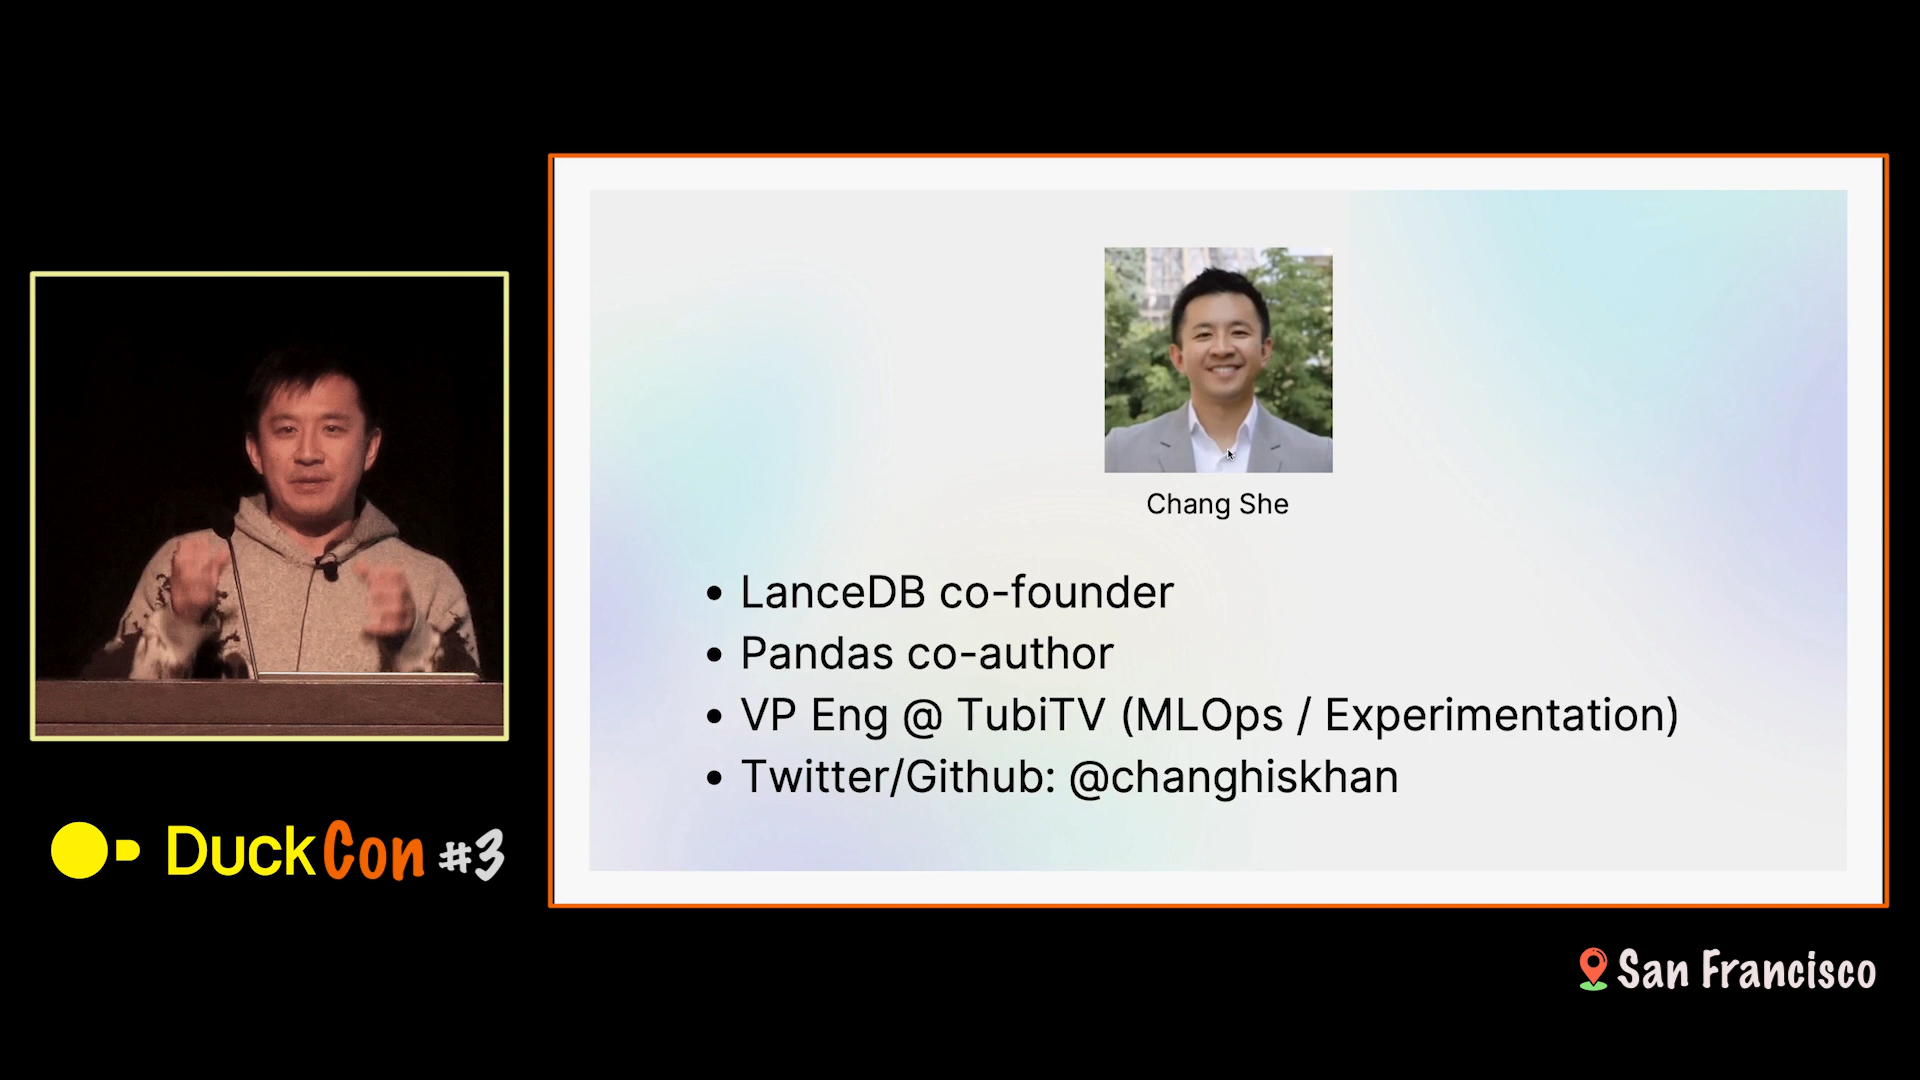 Chang She
• LanceDB co-founder
• Pandas co-author
• VP Eng @ TubiTV (MLOps / Experimentation)
• Twitter/Github: @changhiskhan
DuckCon #3
San Francisco